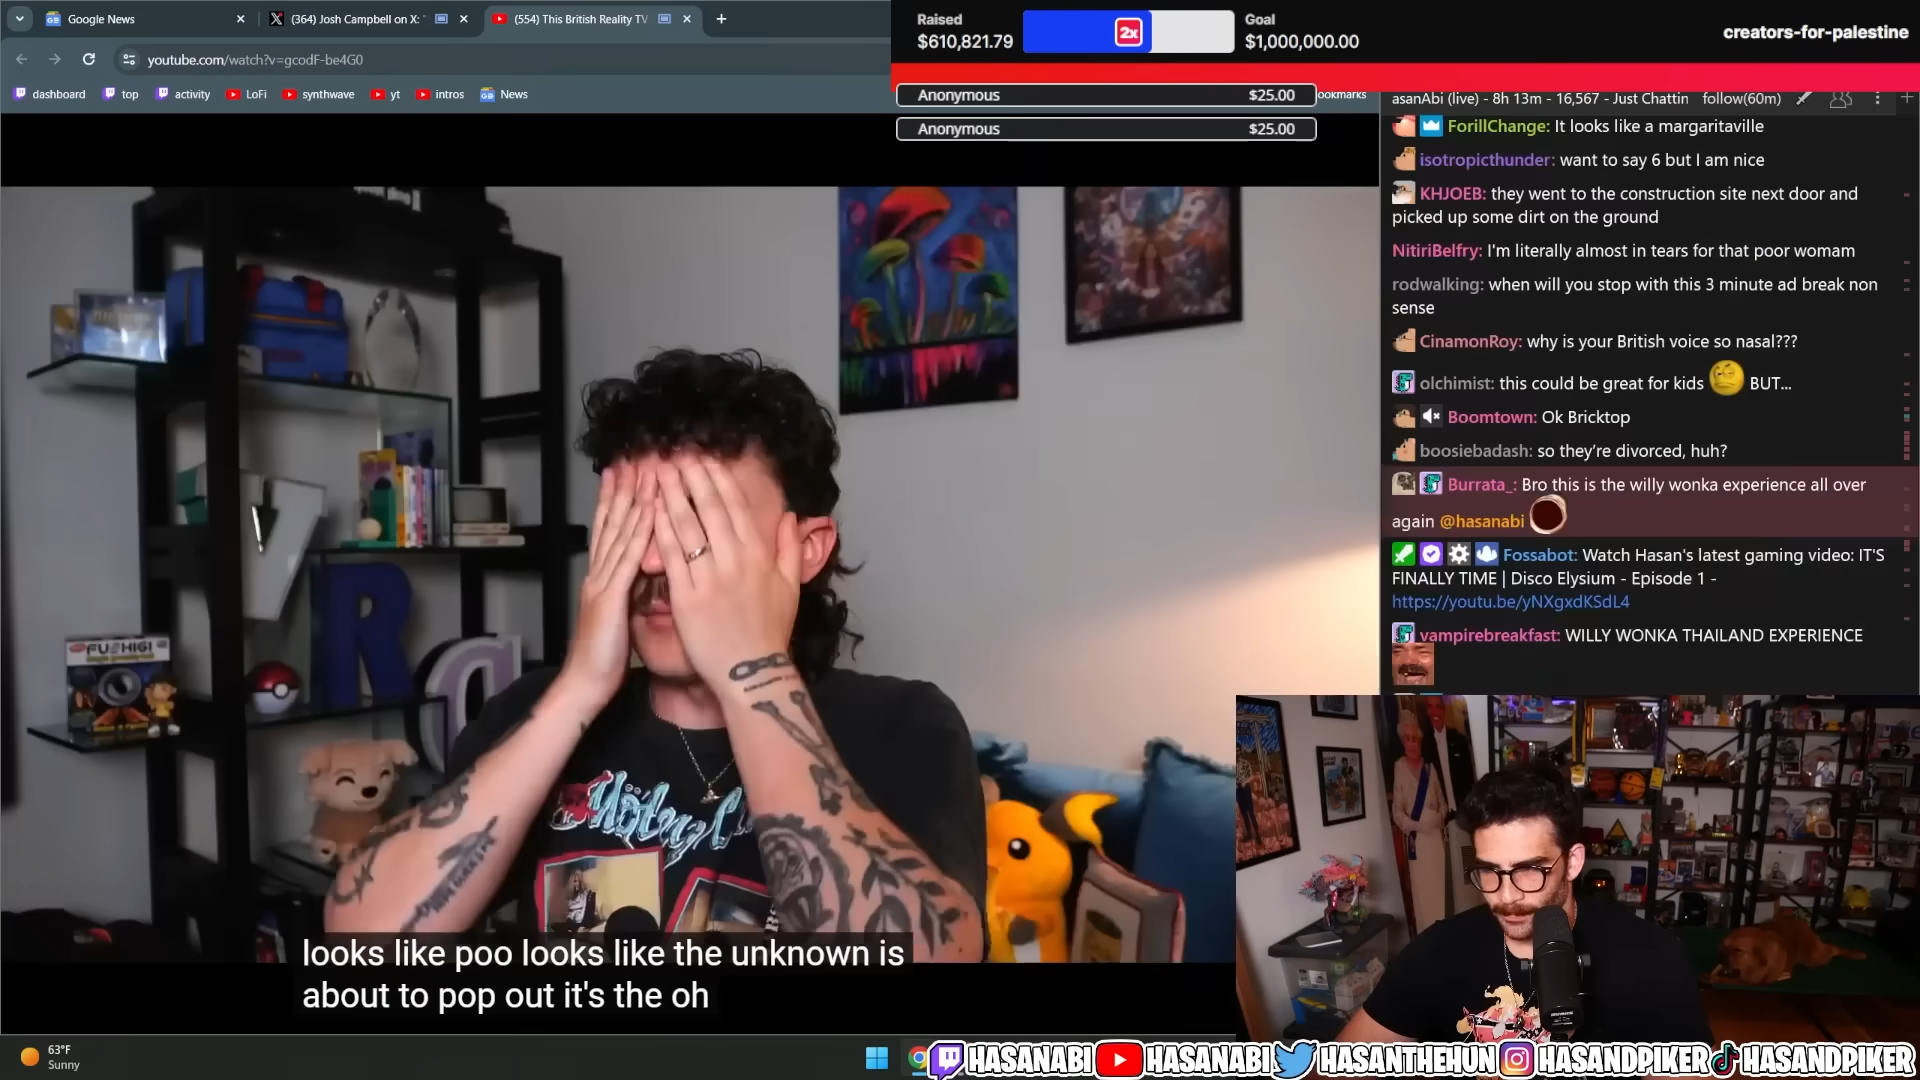 Google News
(364) Josh Campbell on X: "
(554) This British Reality TV
youtube.com/watch?v=gcodF-be4G0
dashboard
top
activity
LoFi
synthwave
yt
intros
News
ookmarks
Raised
$610,821.79
2x
Goal
$1,000,000.00
creators-for-palestine
Anonymous $25.00
Anonymous $25.00
asanAbi (live) - 8h 13m - 16,567 - Just Chattin
follow(60m)
ForillChange: It looks like a margaritaville
isotropicthunder: want to say 6 but I am nice
KHJOEB: they went to the construction site next door and
picked up some dirt on the ground
NitiriBelfry: I'm literally almost in tears for that poor womam
rodwalking: when will you stop with this 3 minute ad break non
sense
CinamonRoy: why is your British voice so nasal???
olchimist: this could be great for kids BUT...
Boomtown: Ok Bricktop
boosiebadash: so they're divorced, huh?
Burrata_: Bro this is the willy wonka experience all over
again @hasanabi
Fossabot: Watch Hasan's latest gaming video: IT'S
FINALLY TIME | Disco Elysium - Episode 1 -
https://youtu.be/yNXgxdKSdL4
vampirebreakfast: WILLY WONKA THAILAND EXPERIENCE
V
R
FUSHIGI
looks like poo looks like the unknown is
about to pop out it's the oh
63°F
Sunny
HASANABI
HASANABI
HASANTHEHUN
HASANDPIKER
HASANDPIKER